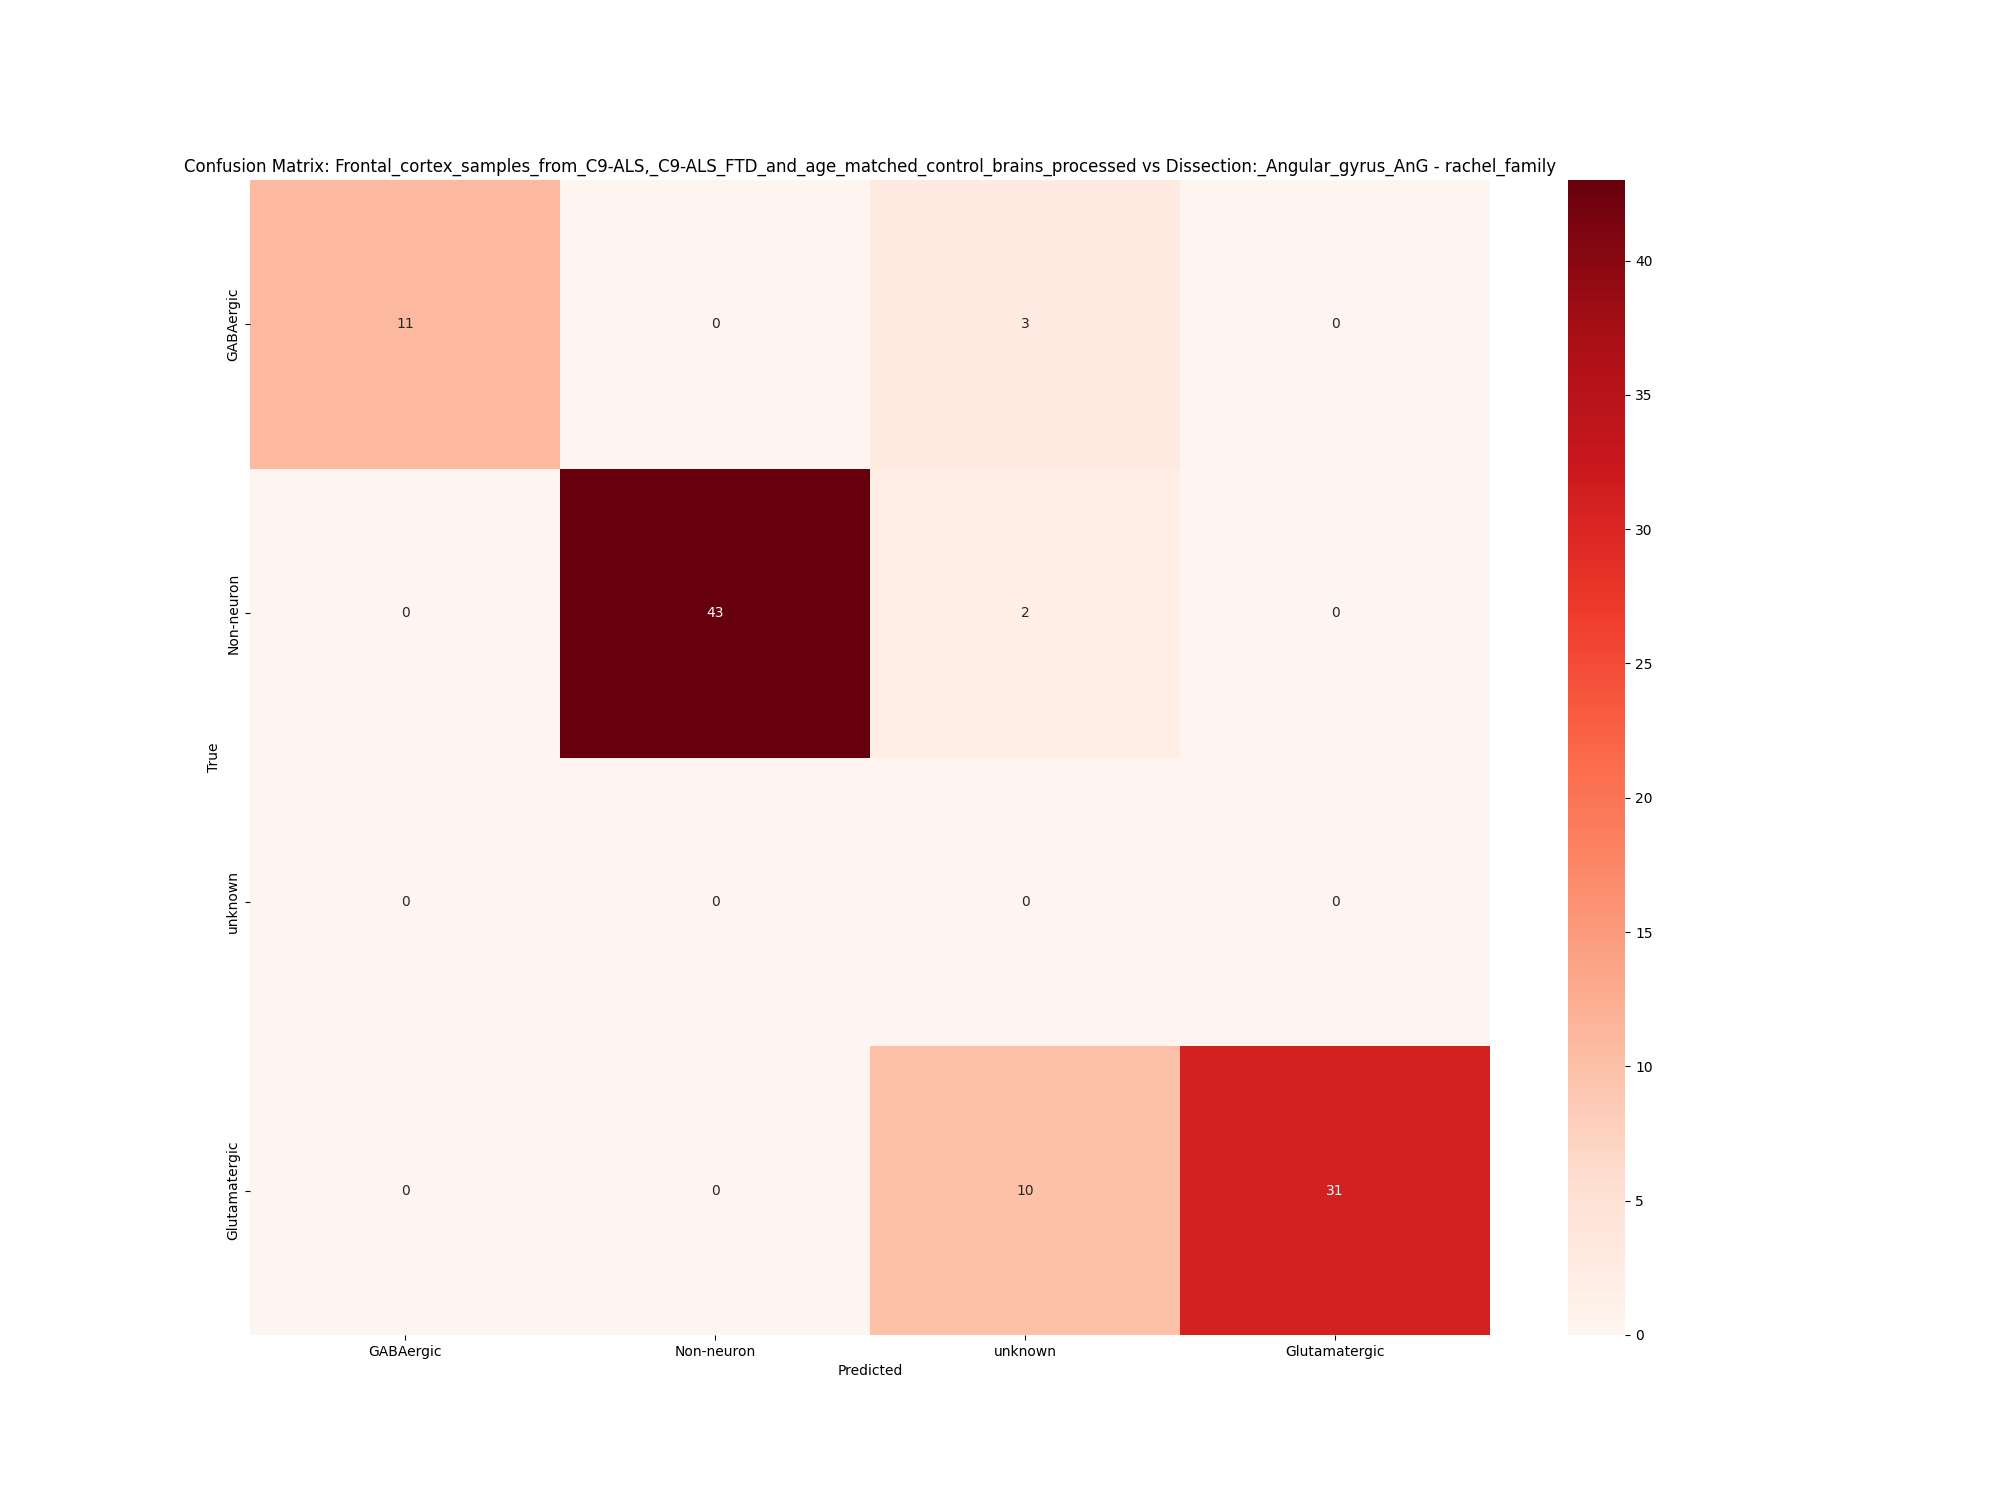 Confusion Matrix: Frontal_cortex_samples_from_C9-ALS,_C9-ALS_FTD_and_age_matched_control_brains_processed vs Dissection:_Angular_gyrus_AnG - rachel_family
True
GABAergic
11 0 3 0
Non-neuron
0 43 2 0
unknown
0 0 0 0
Glutamatergic
0 0 10 31
GABAergic Non-neuron unknown Glutamatergic
Predicted
40
35
30
25
20
15
10
5
0